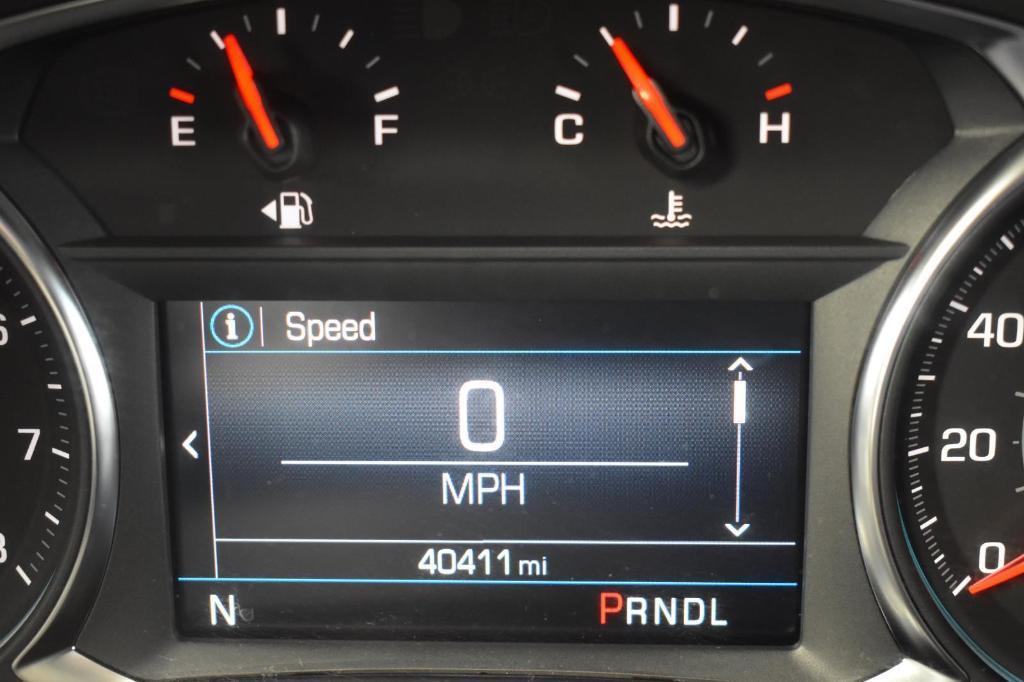 E F C H
i Speed
0
MPH
40411 mi
N PRNDL
7
40
20
0